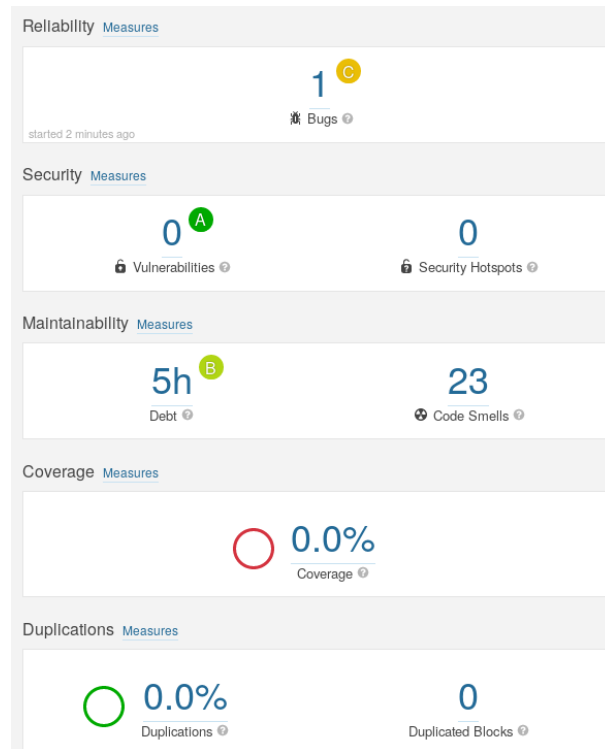 Reliability Measures
1 C
Bugs ?
started 2 minutes ago
Security Measures
0 A 0
Vulnerabilities ? Security Hotspots ?
Maintainability Measures
5h B 23
Debt ? Code Smells ?
Coverage Measures
0.0%
Coverage ?
Duplications Measures
0.0% 0
Duplications ? Duplicated Blocks ?